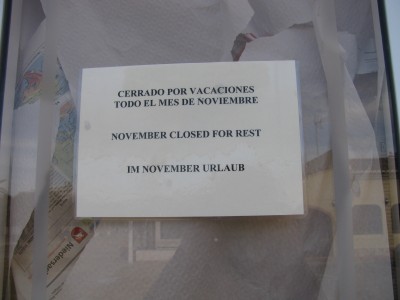 CERRADO POR VACACIONES
TODO EL MES DE NOVIEMBRE
NOVEMBER CLOSED FOR REST
IM NOVEMBER URLAUB